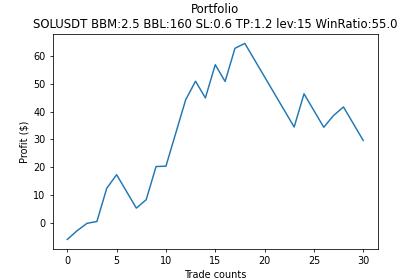 Portfolio
SOLUSDT BBM:2.5 BBL:160 SL:0.6 TP:1.2 lev:15 WinRatio:55.0
Profit ($)
60
50
40
30
20
10
0
0 5 10 15 20 25 30
Trade counts